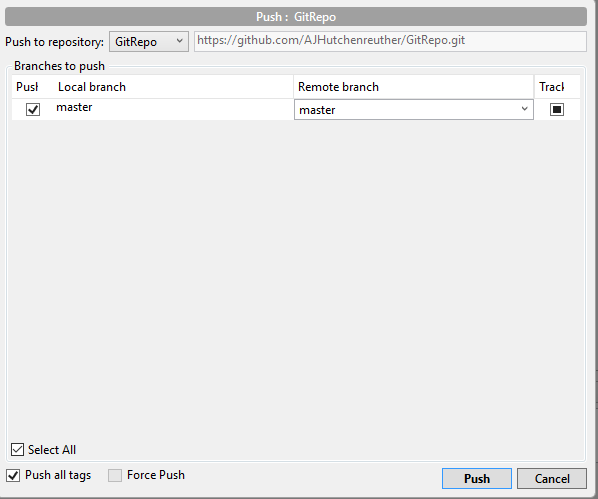 Push : GitRepo
Push to repository: GitRepo https://github.com/AJHutchenreuther/GitRepo.git
Branches to push
Push Local branch Remote branch Track
master master
Select All
Push all tags Force Push Push Cancel